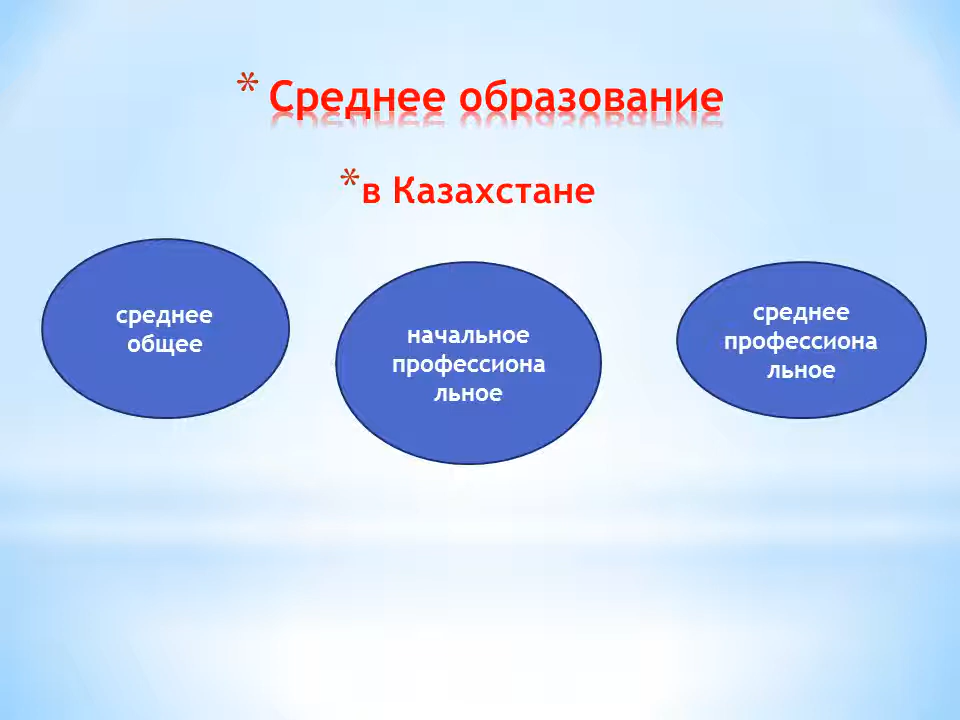 * Среднее образование
* в Казахстане
среднее
общее
начальное
профессиона
льное
среднее
профессиона
льное